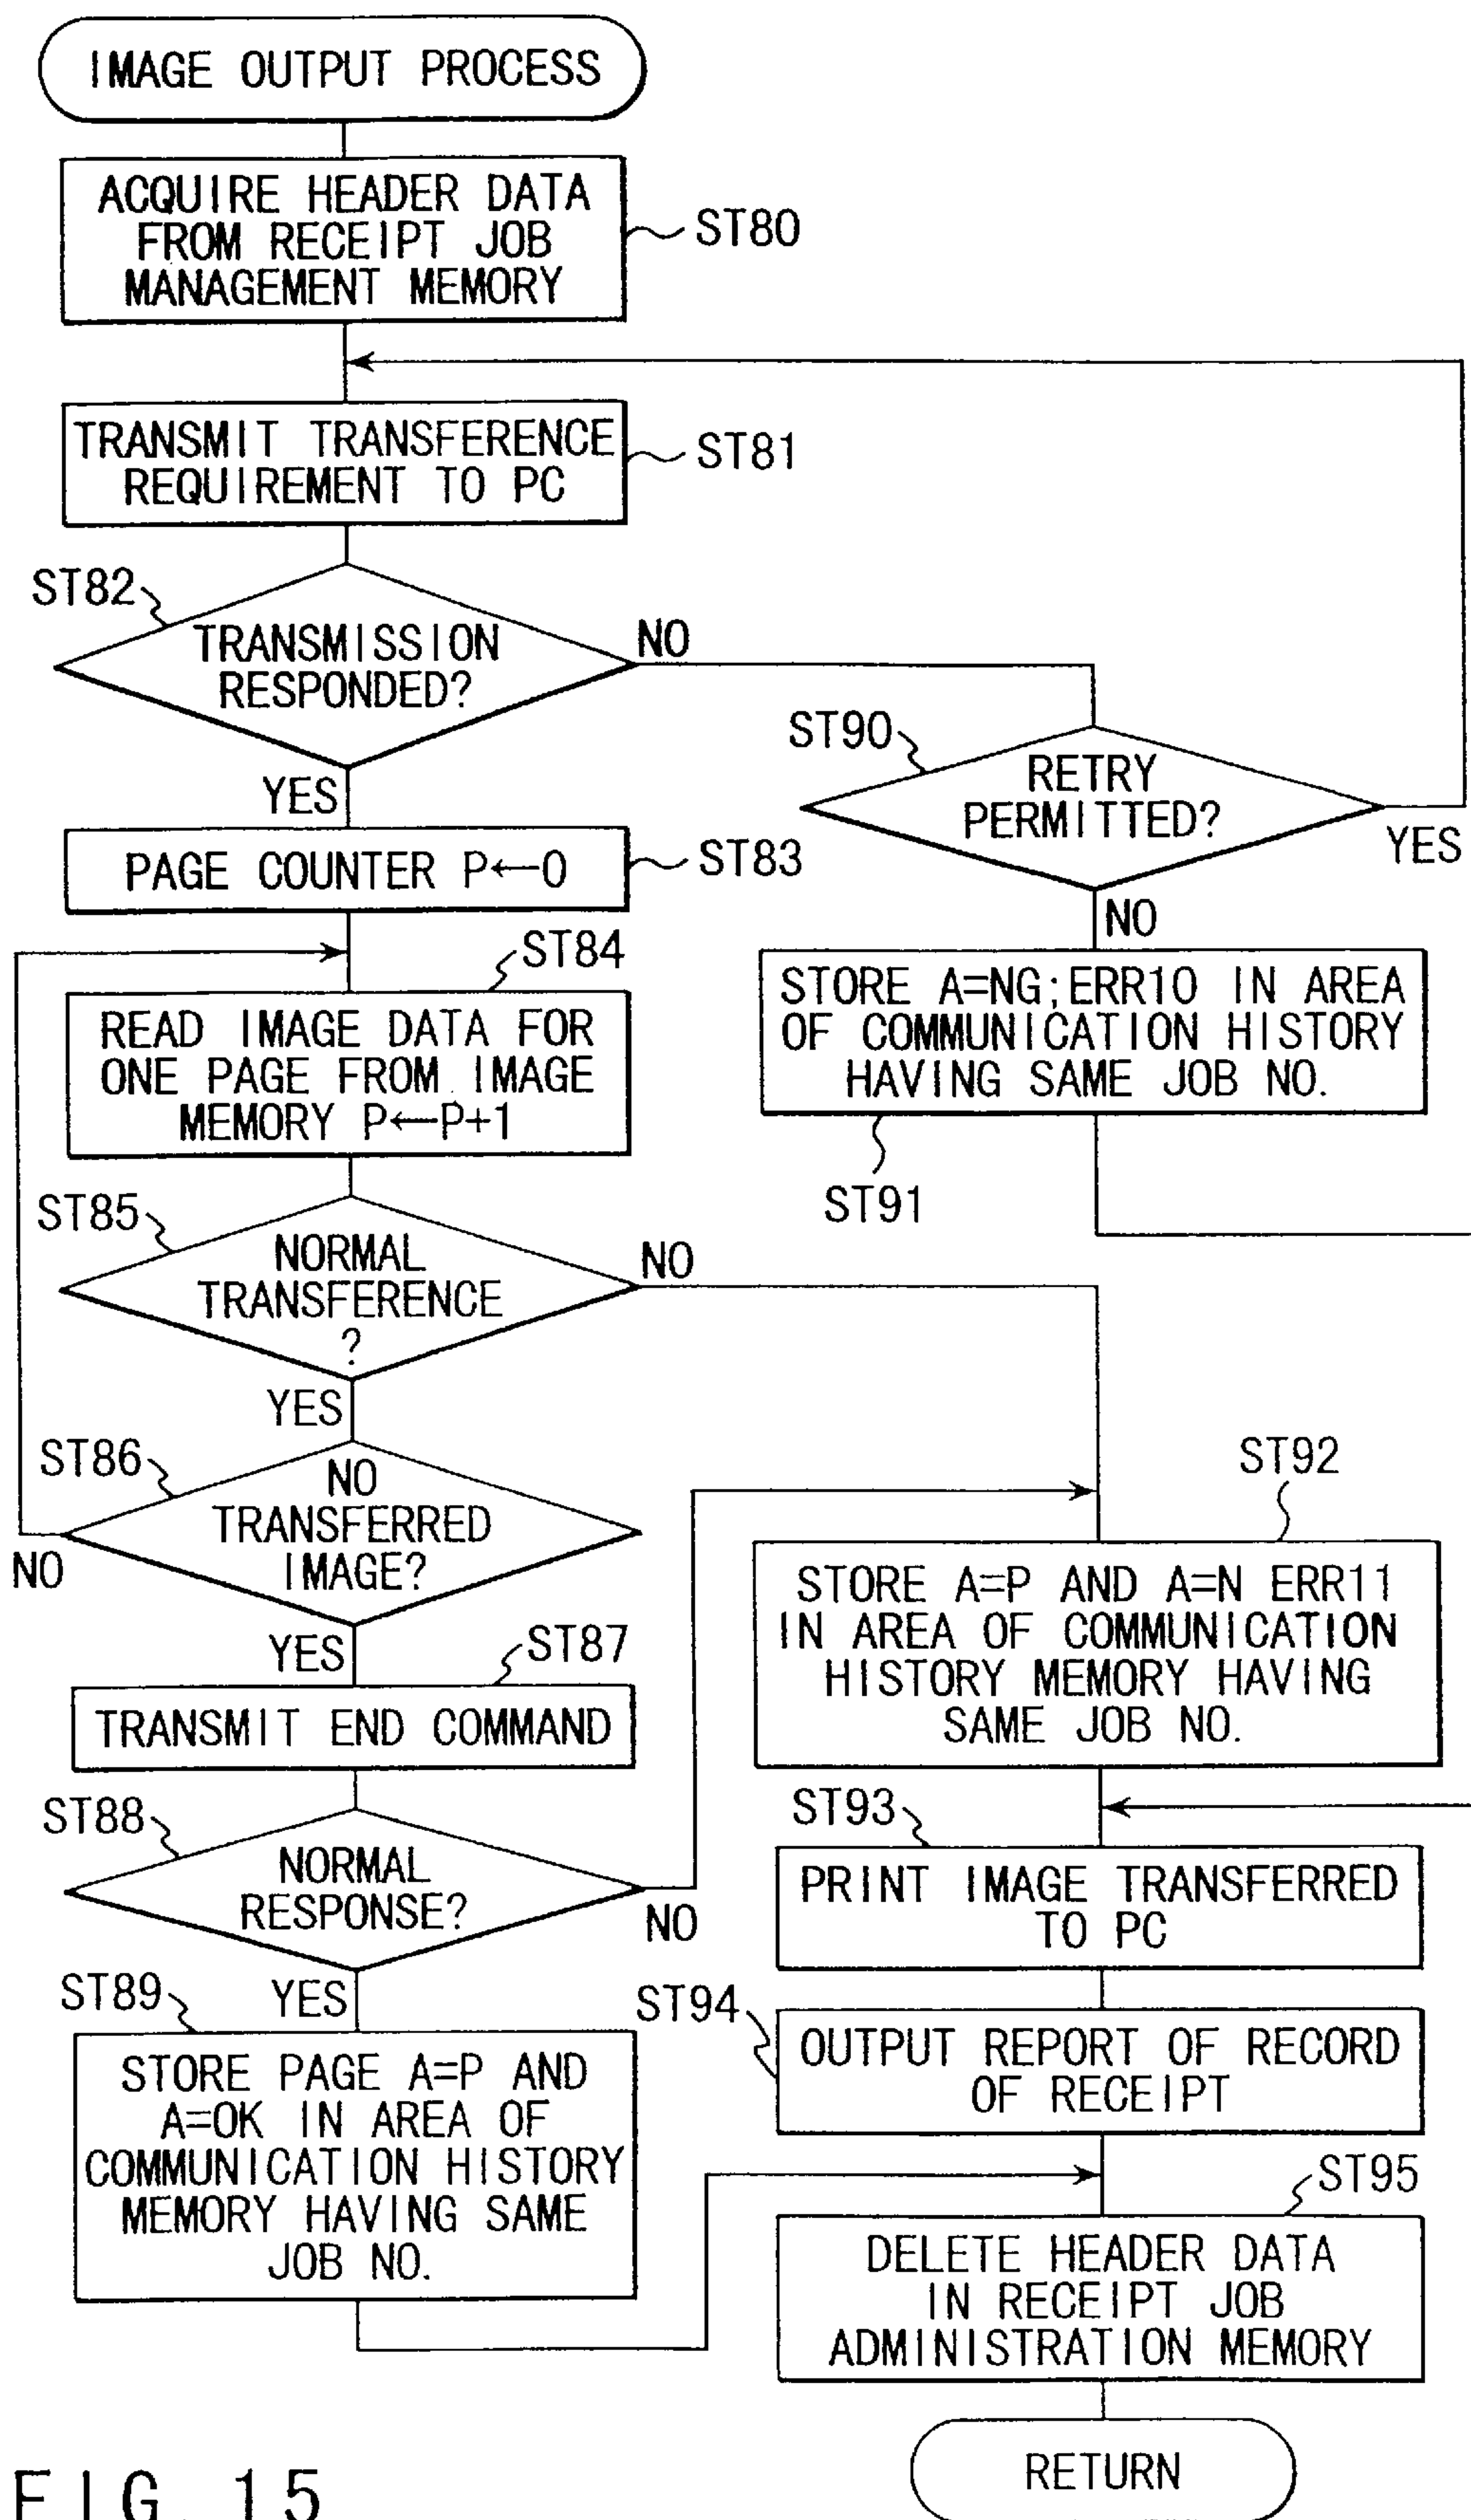 IMAGE OUTPUT PROCESS
ACQUIRE HEADER DATA
FROM RECEIPT JOB
MANAGEMENT MEMORY
ST80
TRANSMIT TRANSFERENCE
REQUIREMENT TO PC
ST81
ST82
TRANSMISSION
RESPONDED?
NO
YES
ST90
RETRY
PERMITTED?
YES
NO
PAGE COUNTER P←0
ST83
ST84
READ IMAGE DATA FOR
ONE PAGE FROM IMAGE
MEMORY P←P+1
STORE A=NG;ERR10 IN AREA
OF COMMUNICATION HISTORY
HAVING SAME JOB NO.
ST91
ST85
NORMAL
TRANSFERENCE
?
NO
YES
ST86
NO
TRANSFERRED
IMAGE?
NO
YES
ST87
TRANSMIT END COMMAND
ST88
NORMAL
RESPONSE?
NO
YES
ST89
STORE PAGE A=P AND
A=OK IN AREA OF
COMMUNICATION HISTORY
MEMORY HAVING SAME
JOB NO.
ST92
STORE A=P AND A=N ERR11
IN AREA OF COMMUNICATION
HISTORY MEMORY HAVING
SAME JOB NO.
ST93
PRINT IMAGE TRANSFERRED
TO PC
ST94
OUTPUT REPORT OF RECORD
OF RECEIPT
ST95
DELETE HEADER DATA
IN RECEIPT JOB
ADMINISTRATION MEMORY
RETURN
FIG. 15